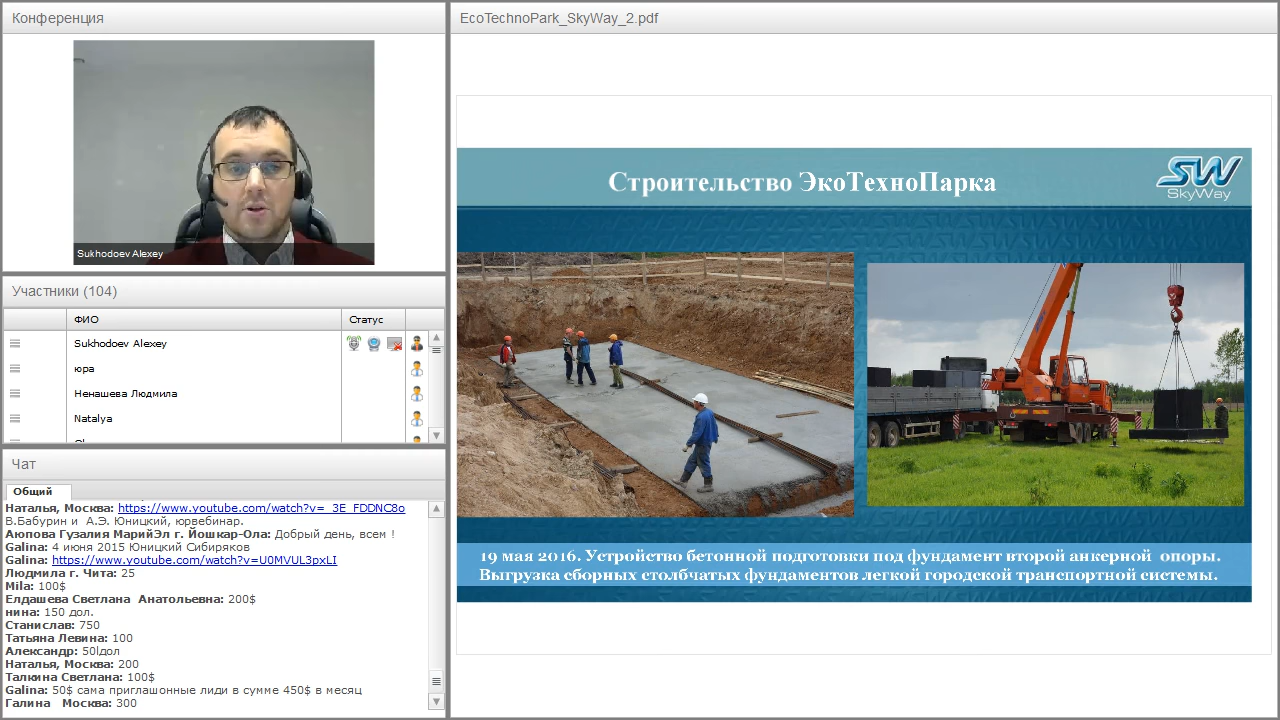 Конференция
Sukhodoev Alexey
Участники (104)
ФИО Статус
Sukhodoev Alexey
юра
Ненашева Людмила
Natalya
Чат
Общий
Наталья, Москва: https://www.youtube.com/watch?v=_3E_FDDNC8o
В.Бабурин и А.Э. Юницкий, юрвебинар.
Аюпова Гузалия МарийЭл г. Йошкар-Ола: Добрый день, всем !
Galina: 4 июня 2015 Юницкий Сибиряков
Galina: https://www.youtube.com/watch?v=U0MVUL3pxLI
Людмила г. Чита: 25
Mila: 100$
Елдашева Светлана Анатольевна: 200$
нина: 150 дол.
Станислав: 750
Татьяна Левина: 100
Александр: 50lдол
Наталья, Москва: 200
Талкина Светлана: 100$
Galina: 50$ сама приглашонные лиди в сумме 450$ в месяц
Галина Москва: 300
EcoTechnoPark_SkyWay_2.pdf
Строительство ЭкоТехноПарка
SW
SkyWay
19 мая 2016. Устройство бетонной подготовки под фундамент второй анкерной опоры.
Выгрузка сборных столбчатых фундаментов легкой городской транспортной системы.